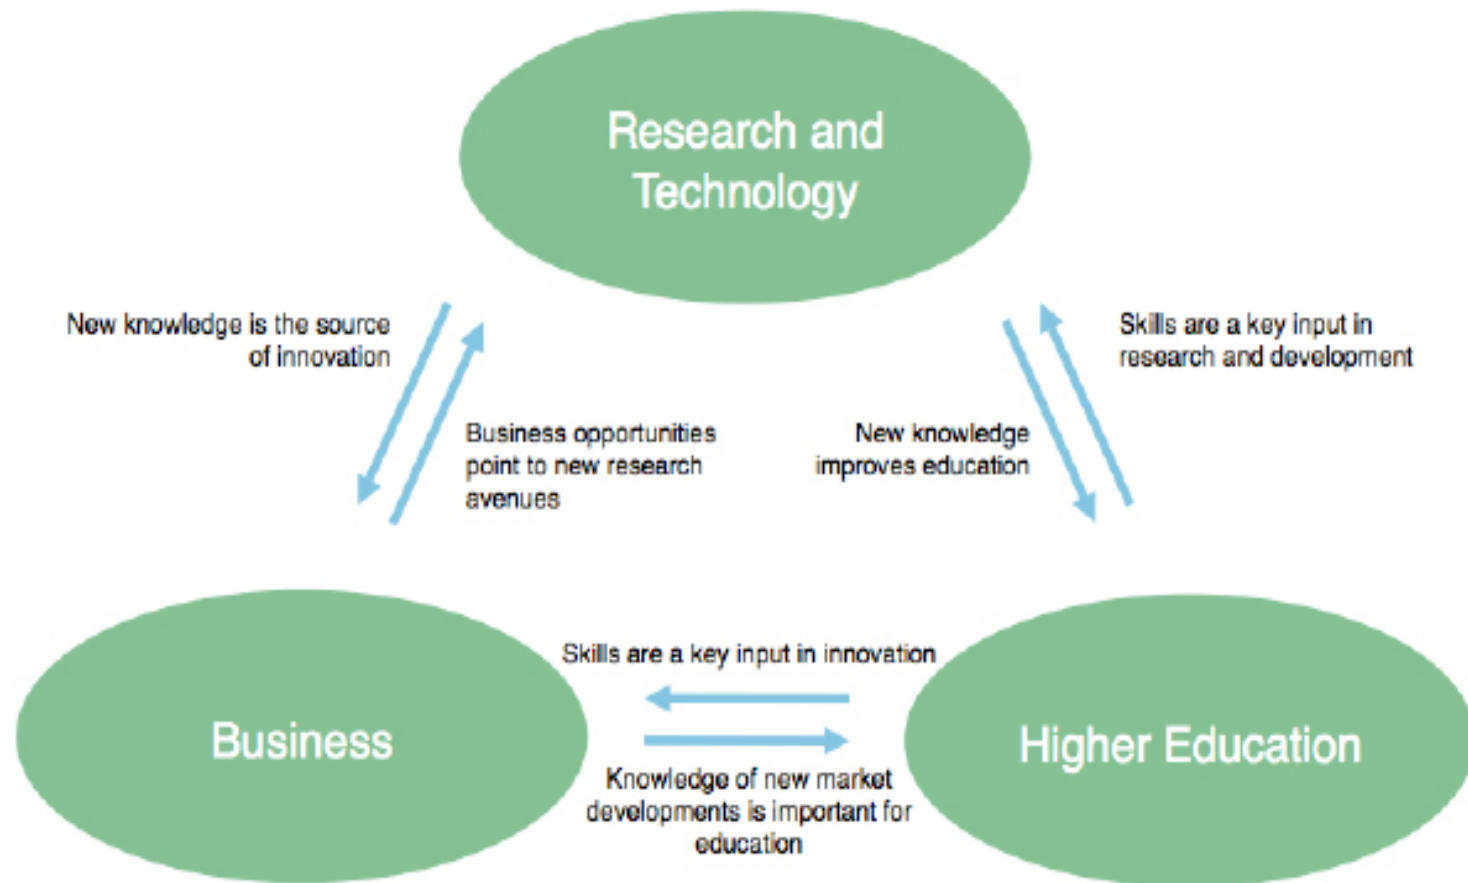 Research and
Technology
New knowledge is the source
of innovation
Skills are a key input in
research and development
Business opportunities
point to new research
avenues
New knowledge
improves education
Skills are a key input in innovation
Business
Higher Education
Knowledge of new market
developments is important for
education